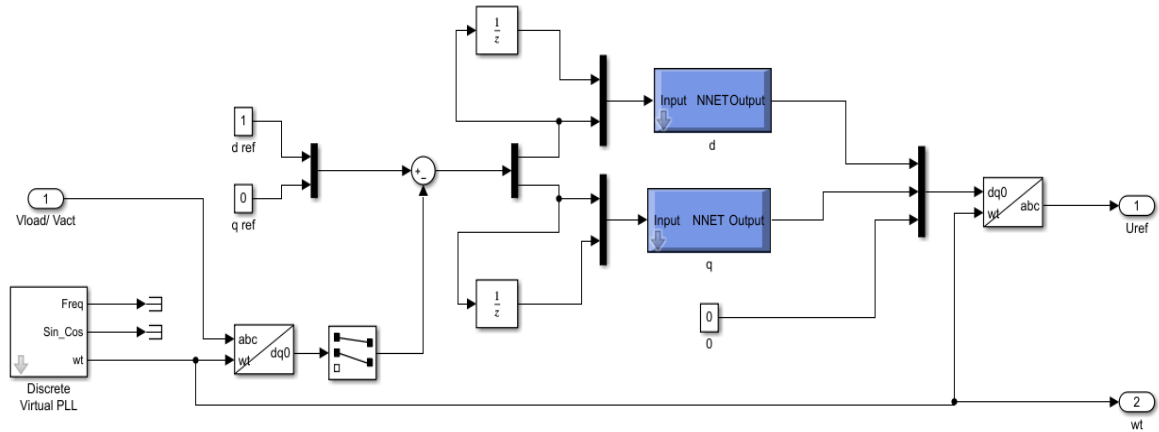 1
z
Input NNETOutput
d
1
d ref
+
-
0
q ref
1
Vload/ Vact
Input NNET Output
q
dq0
wt
abc
1
Uref
1
z
0
0
Freq
Sin_Cos
wt
Discrete
Virtual PLL
abc
wt
dq0
2
wt